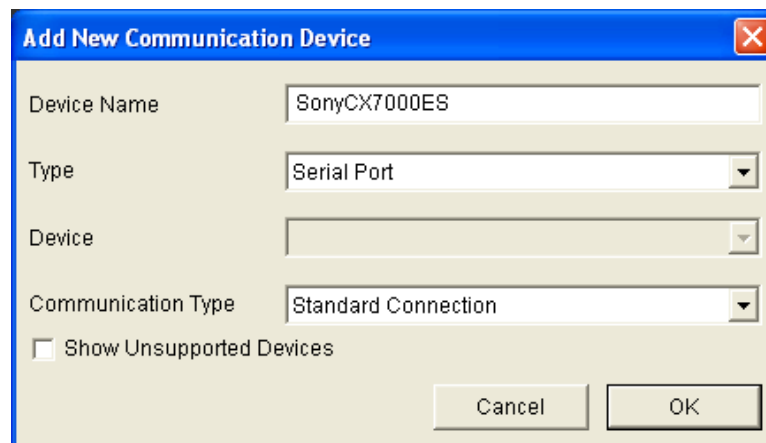 Add New Communication Device
Device Name SonyCX7000ES
Type Serial Port
Device
Communication Type Standard Connection
Show Unsupported Devices
Cancel OK